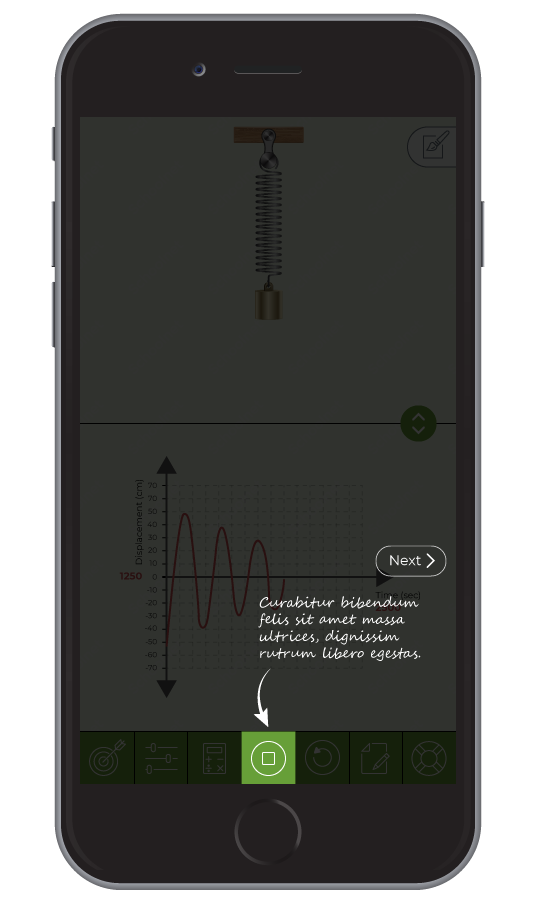 Displacement (cm)
70
70
50
40
30
20
10
1250
0
-10
-20
-30
-40
-50
-60
-70
Next
Time (sec)
Curabitur bibendum
felis sit amet massa
ultrices, dignissim
rutrum libero egestas.